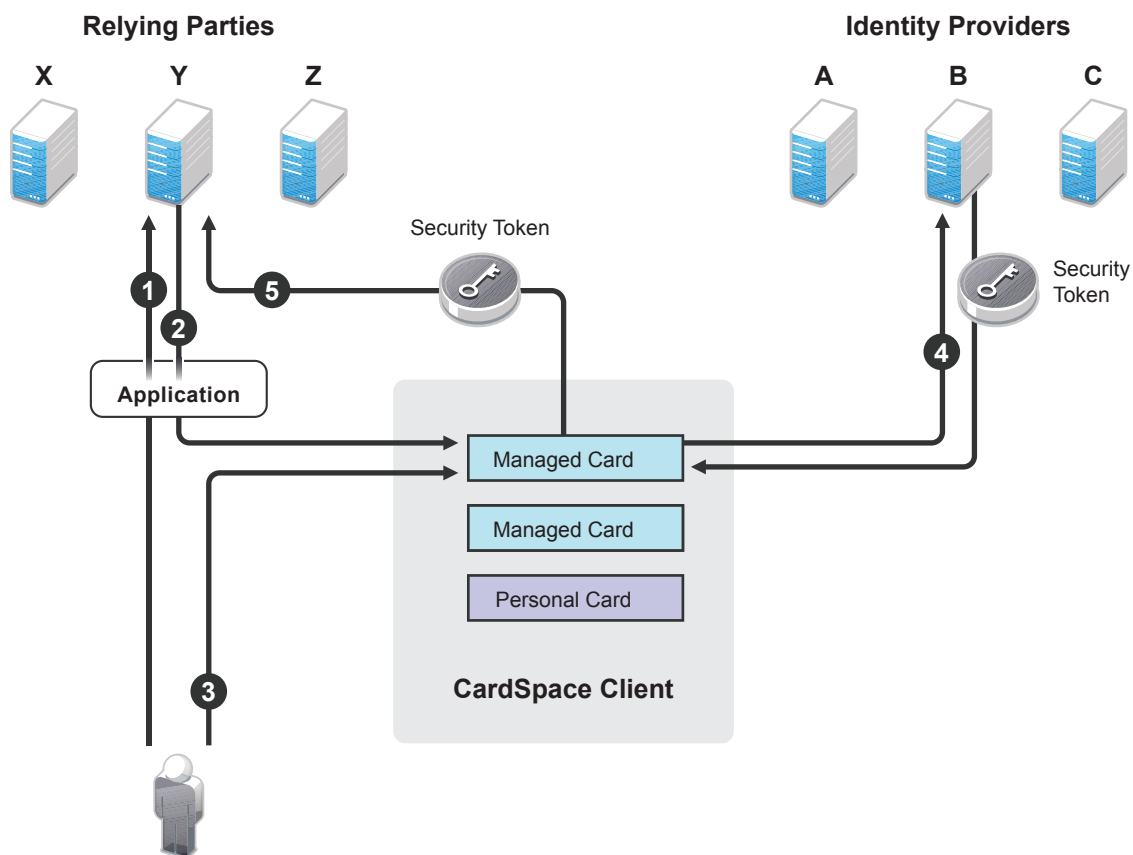 Relying Parties
Identity Providers
X
Y
Z
A
B
C
Security Token
Security
Token
1
5
2
4
Application
Managed Card
Managed Card
Personal Card
CardSpace Client
3